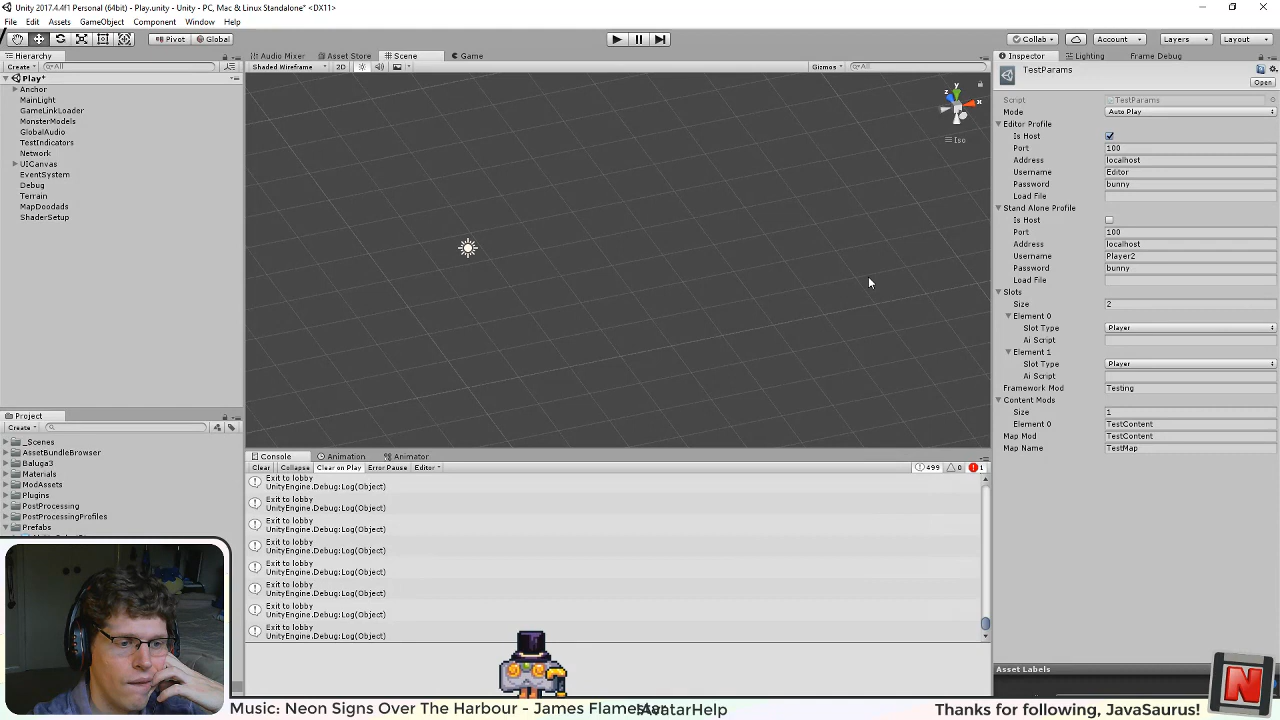 Unity 2017.4.4f1 Personal (64bit) - Play.unity - Unity - PC, Mac & Linux Standalone* <DX11>
File Edit Assets GameObject Component Window Help
Pivot Global Collab Account Layers Layout
Hierarchy
Create All
Play*
Anchor
MainLight
GameLinkLoader
MonsterModels
GlobalAudio
TestIndicators
Network
UICanvas
EventSystem
Debug
Terrain
MapDoodads
ShaderSetup
Project
Create
_Scenes
AssetBundleBrowser
Baluga3
Materials
ModAssets
Plugins
PostProcessing
PostProcessingProfiles
Prefabs
Audio Mixer Asset Store Scene Game
Shaded Wireframe 2D Gizmos All
y
z x
Iso
Console Animation Animator
Clear Collapse Clear on Play Error Pause Editor 499 0 1
Exit to lobby
UnityEngine.Debug:Log(Object)
Exit to lobby
UnityEngine.Debug:Log(Object)
Exit to lobby
UnityEngine.Debug:Log(Object)
Exit to lobby
UnityEngine.Debug:Log(Object)
Exit to lobby
UnityEngine.Debug:Log(Object)
Exit to lobby
UnityEngine.Debug:Log(Object)
Exit to lobby
UnityEngine.Debug:Log(Object)
Exit to lobby
UnityEngine.Debug:Log(Object)
Inspector Lighting Frame Debug
TestParams
Open
Script TestParams
Mode Auto Play
Editor Profile
Is Host
Port 100
Address localhost
Username Editor
Password bunny
Load File
Stand Alone Profile
Is Host
Port 100
Address localhost
Username Player2
Password bunny
Load File
Slots
Size 2
Element 0
Slot Type Player
Ai Script
Element 1
Slot Type Player
Ai Script
Framework Mod Testing
Content Mods
Size 1
Element 0 TestContent
Map Mod TestContent
Map Name TestMap
Asset Labels
Music: Neon Signs Over The Harbour - James Flamester
AvatarHelp
Thanks for following, JavaSaurus!
N